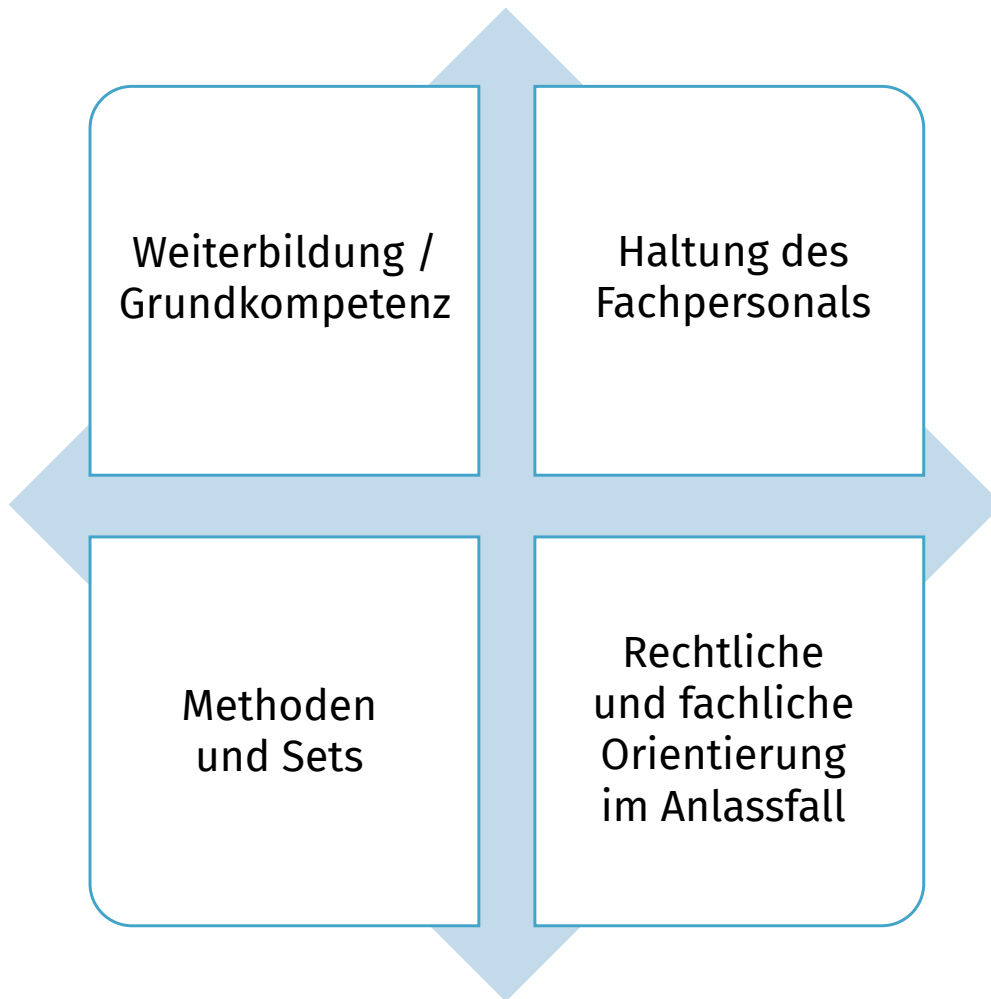 Weiterbildung /
Grundkompetenz
Haltung des
Fachpersonals
Methoden
und Sets
Rechtliche
und fachliche
Orientierung
im Anlassfall